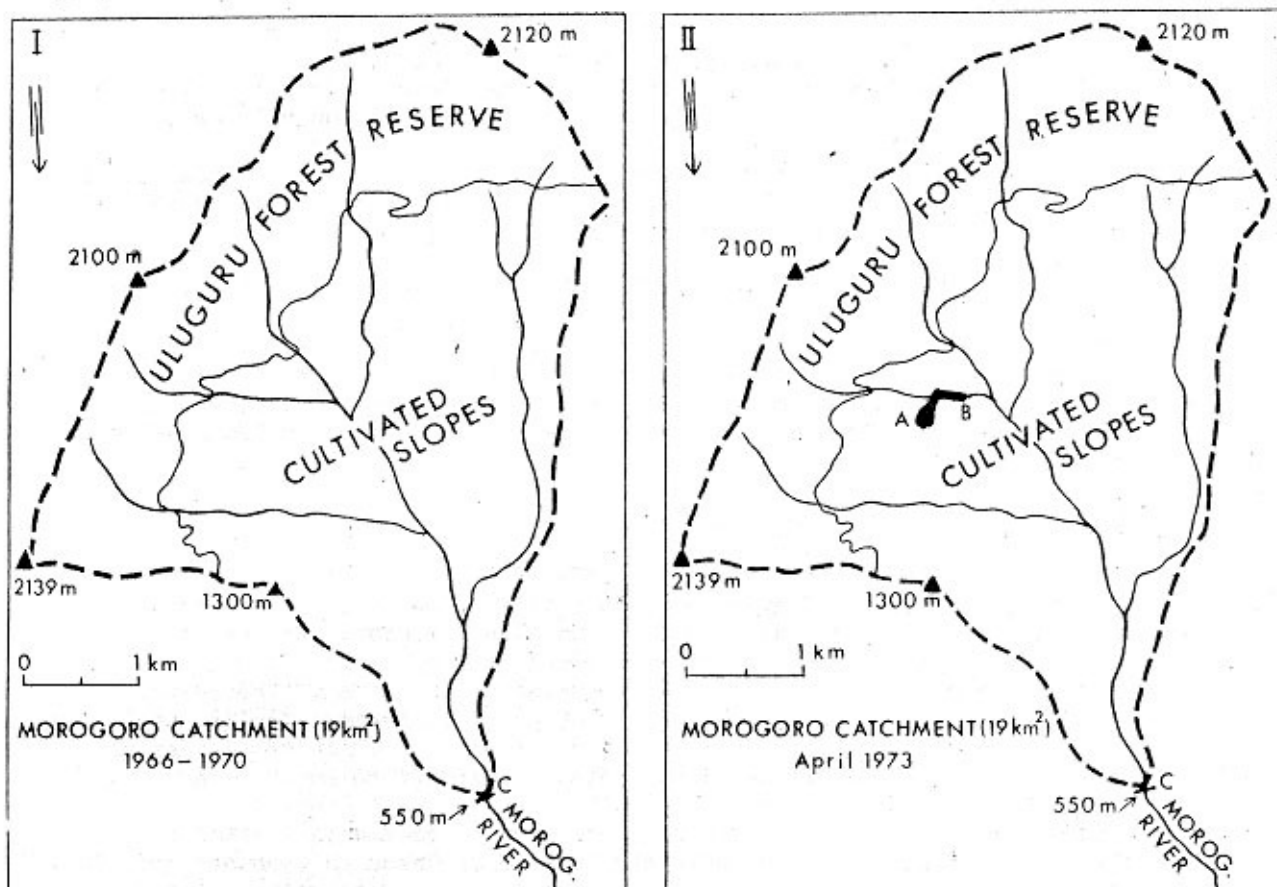 I
2120 m
ULUGURU FOREST RESERVE
2100 m
CULTIVATED
SLOPES
2139 m
1300 m
0 1 km
MOROGORO CATCHMENT (19 km²)
1966 – 1970
C
550 m
MOROG.
RIVER
II
2120 m
ULUGURU FOREST RESERVE
2100 m
A
B
CULTIVATED
SLOPES
2139 m
1300 m
0 1 km
MOROGORO CATCHMENT (19 km²)
April 1973
C
550 m
MOROG.
RIVER